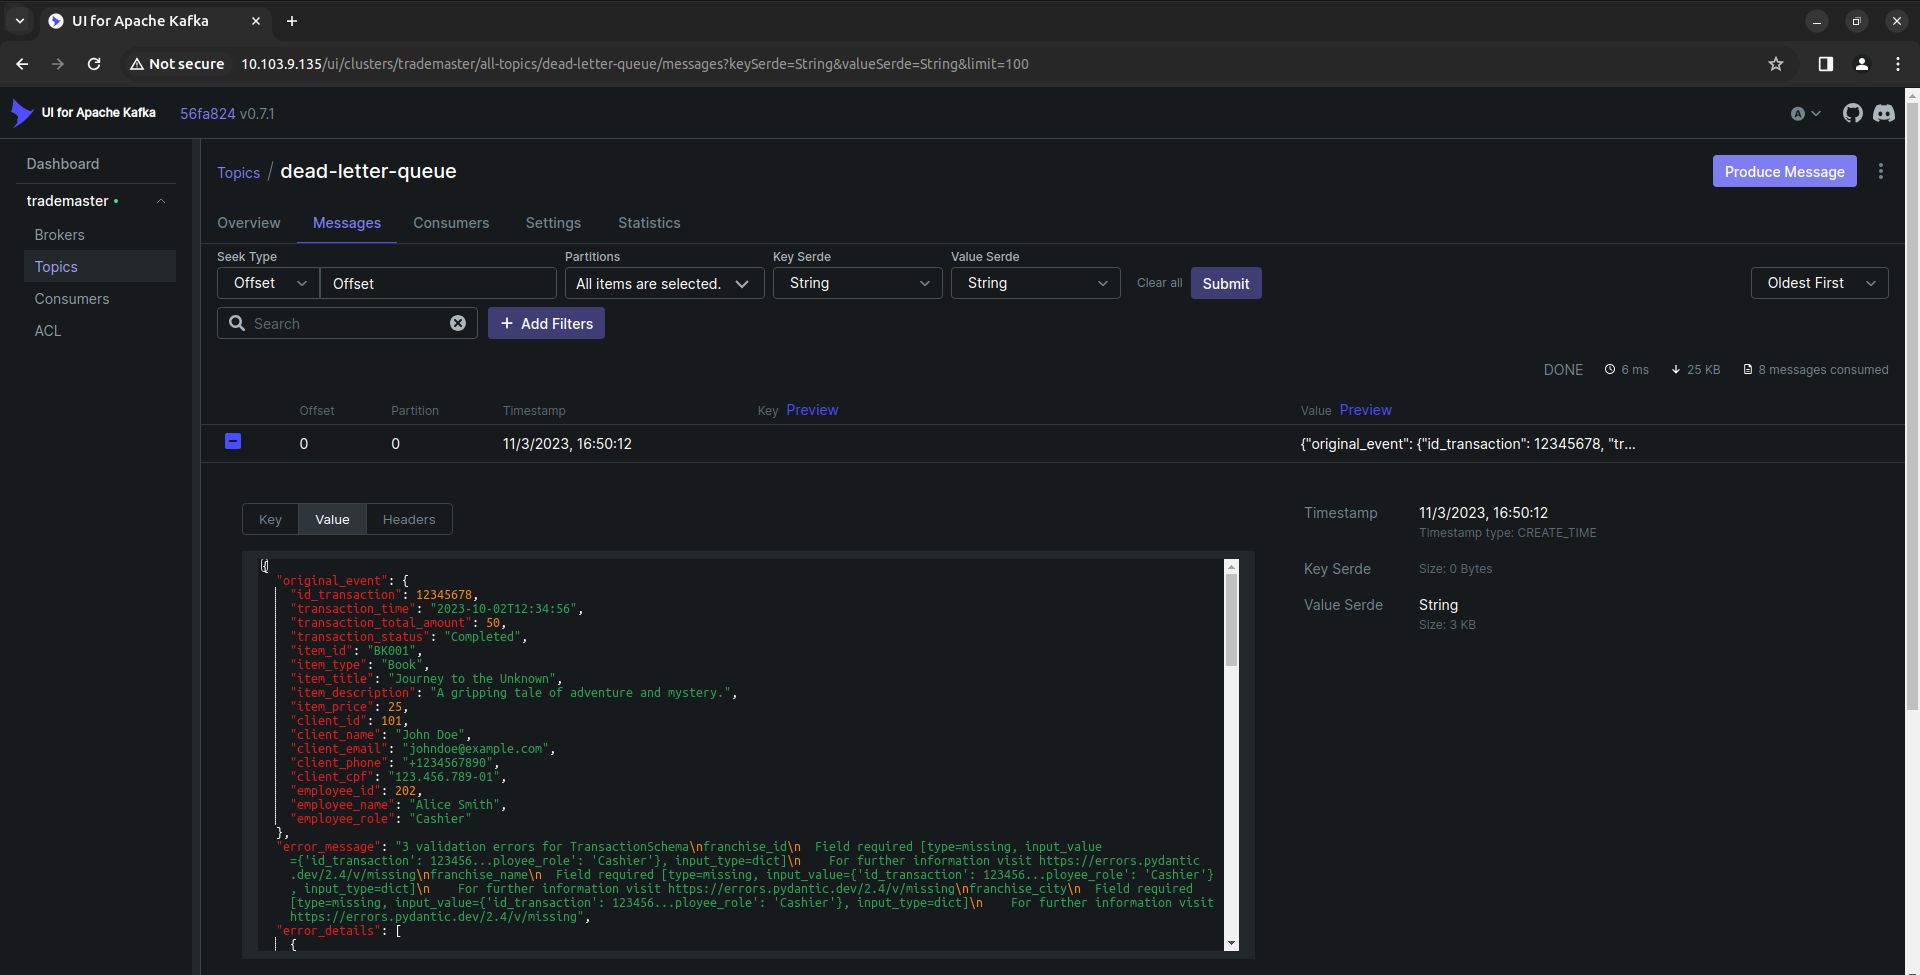 UI for Apache Kafka
Not secure
10.103.9.135/ui/clusters/trademaster/all-topics/dead-letter-queue/messages?keySerde=String&valueSerde=String&limit=100
UI for Apache Kafka
56fa824 v0.7.1
A
Dashboard
trademaster
Brokers
Topics
Consumers
ACL
Topics / dead-letter-queue
Produce Message
Overview
Messages
Consumers
Settings
Statistics
Seek Type
Partitions
Key Serde
Value Serde
Offset
Offset
All items are selected.
String
String
Clear all
Submit
Oldest First
Search
Add Filters
DONE
6 ms
25 KB
8 messages consumed
Offset
Partition
Timestamp
Key Preview
Value Preview
0
0
11/3/2023, 16:50:12
{"original_event": {"id_transaction": 12345678, "tr...
Key
Value
Headers
{
"original_event": {
"id_transaction": 12345678,
"transaction_time": "2023-10-02T12:34:56",
"transaction_total_amount": 50,
"transaction_status": "Completed",
"item_id": "BK001",
"item_type": "Book",
"item_title": "Journey to the Unknown",
"item_description": "A gripping tale of adventure and mystery.",
"item_price": 25,
"client_id": 101,
"client_name": "John Doe",
"client_email": "johndoe@example.com",
"client_phone": "+1234567890",
"client_cpf": "123.456.789-01",
"employee_id": 202,
"employee_name": "Alice Smith",
"employee_role": "Cashier"
},
"error_message": "3 validation errors for TransactionSchema\nfranchise_id\n  Field required [type=missing, input_value
={'id_transaction': 123456...ployee_role': 'Cashier'}, input_type=dict]\n    For further information visit https://errors.pydantic
.dev/2.4/v/missing\nfranchise_name\n  Field required [type=missing, input_value={'id_transaction': 123456...ployee_role': 'Cashier'}
, input_type=dict]\n    For further information visit https://errors.pydantic.dev/2.4/v/missing\nfranchise_city\n  Field required
[type=missing, input_value={'id_transaction': 123456...ployee_role': 'Cashier'}, input_type=dict]\n    For further information visit
https://errors.pydantic.dev/2.4/v/missing",
"error_details": [
{
Timestamp
11/3/2023, 16:50:12
Timestamp type: CREATE_TIME
Key Serde
Size: 0 Bytes
Value Serde
String
Size: 3 KB